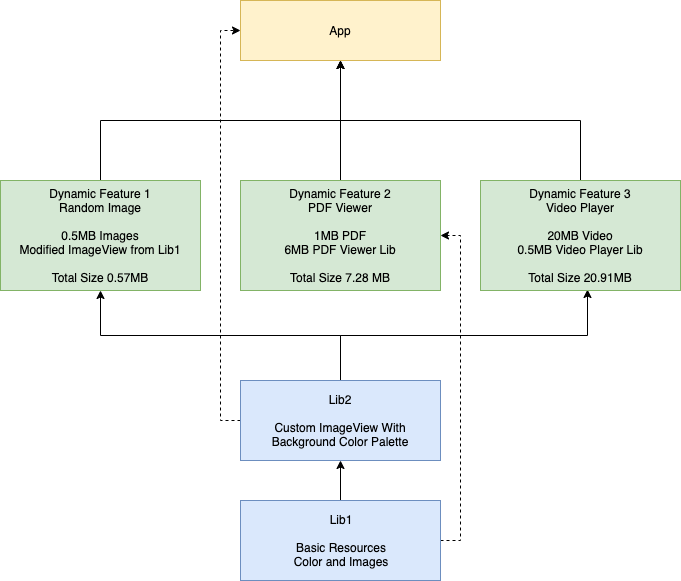 App
Dynamic Feature 1
Random Image
0.5MB Images
Modified ImageView from Lib1
Total Size 0.57MB
Dynamic Feature 2
PDF Viewer
1MB PDF
6MB PDF Viewer Lib
Total Size 7.28 MB
Dynamic Feature 3
Video Player
20MB Video
0.5MB Video Player Lib
Total Size 20.91MB
Lib2
Custom ImageView With
Background Color Palette
Lib1
Basic Resources
Color and Images